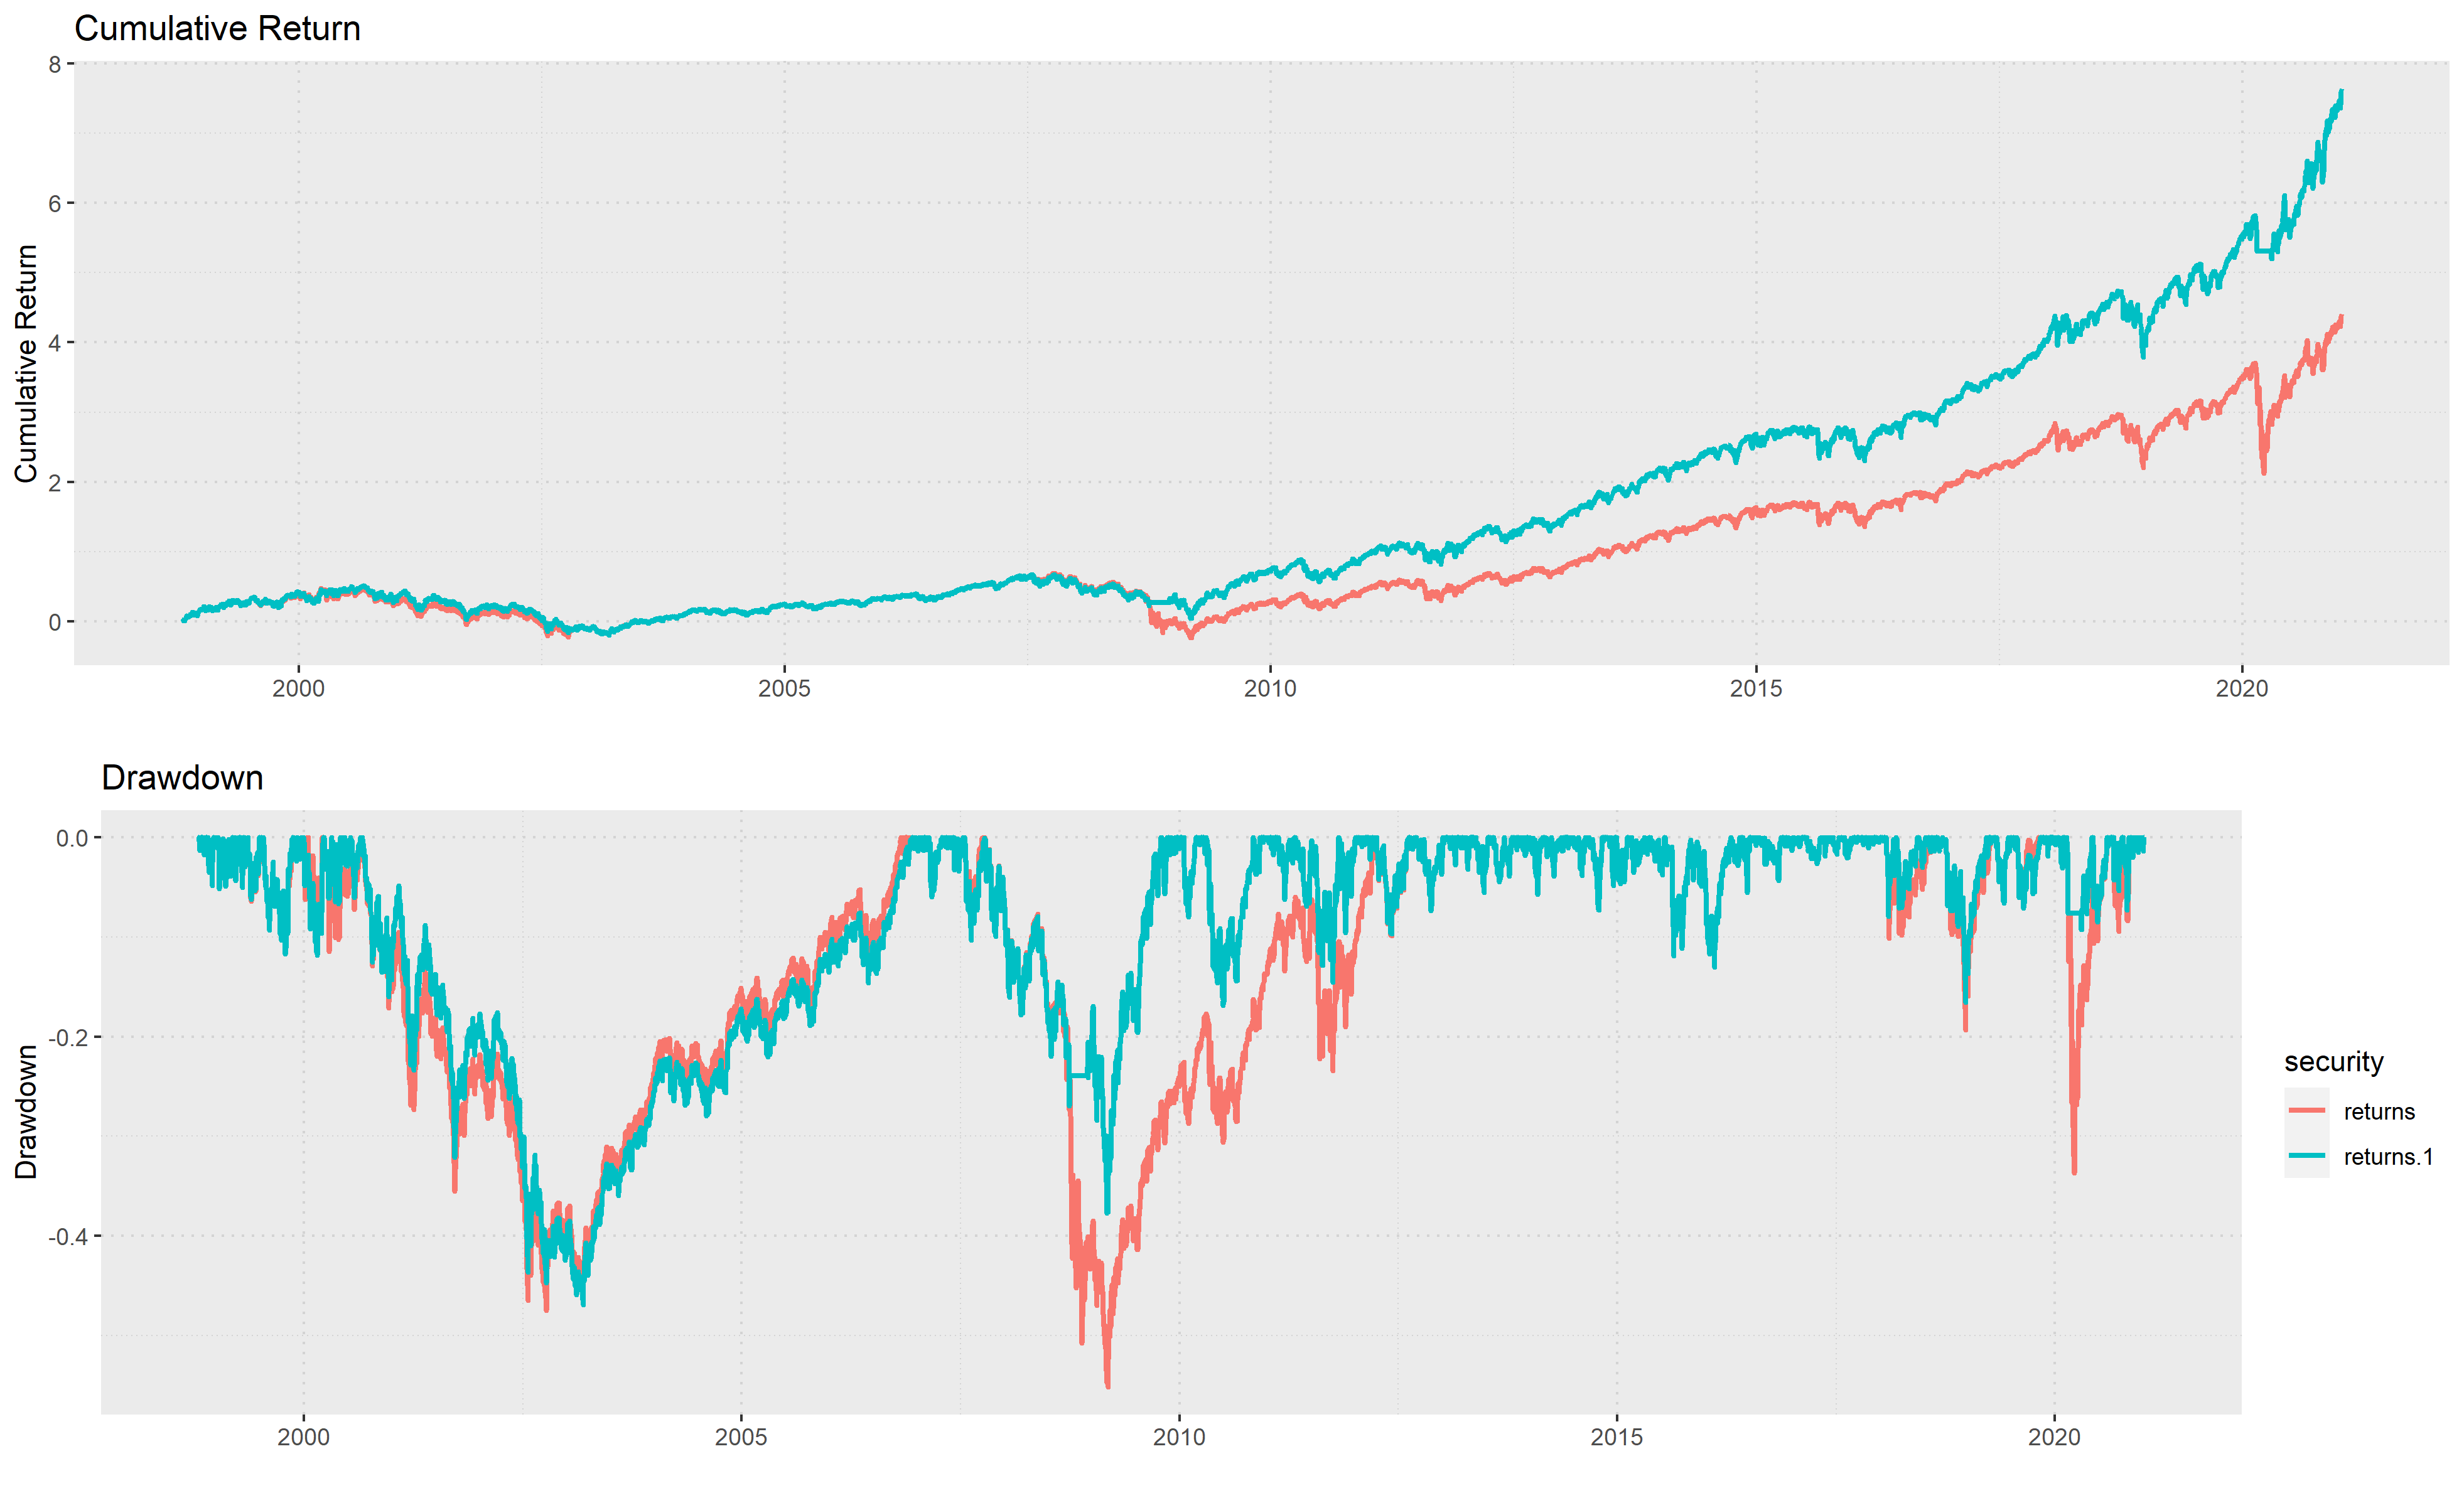 Cumulative Return
Cumulative Return
8
6
4
2
0
2000 2005 2010 2015 2020
Drawdown
Drawdown
0.0
-0.2
-0.4
2000 2005 2010 2015 2020
security
returns
returns.1